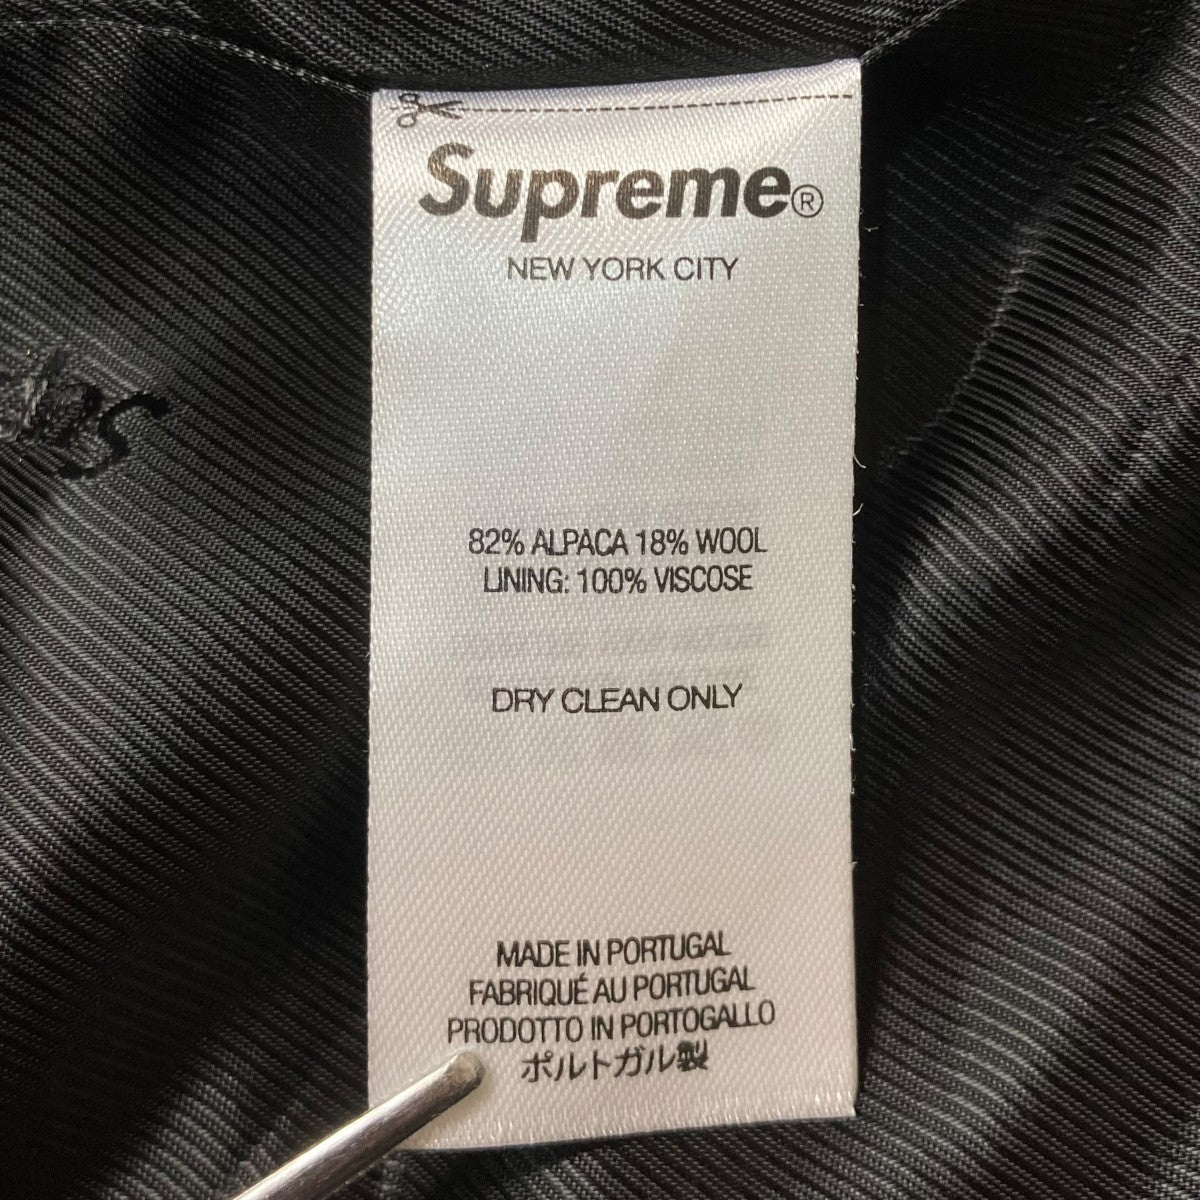 Supreme®
NEW YORK CITY
82% ALPACA 18% WOOL
LINING: 100% VISCOSE
DRY CLEAN ONLY
MADE IN PORTUGAL
FABRIQUÉ AU PORTUGAL
PRODOTTO IN PORTOGALLO
ポルトガル製